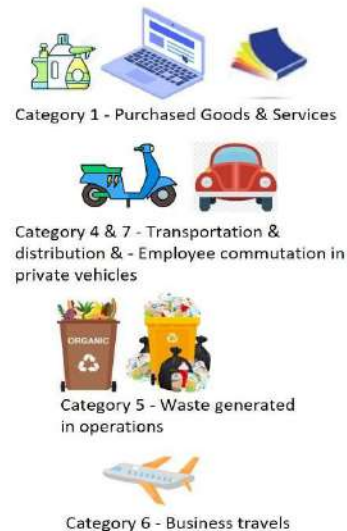 Category 1 - Purchased Goods & Services
Category 4 & 7 - Transportation &
distribution & - Employee commutation in
private vehicles
ORGANIC
Category 5 - Waste generated
in operations
Category 6 - Business travels